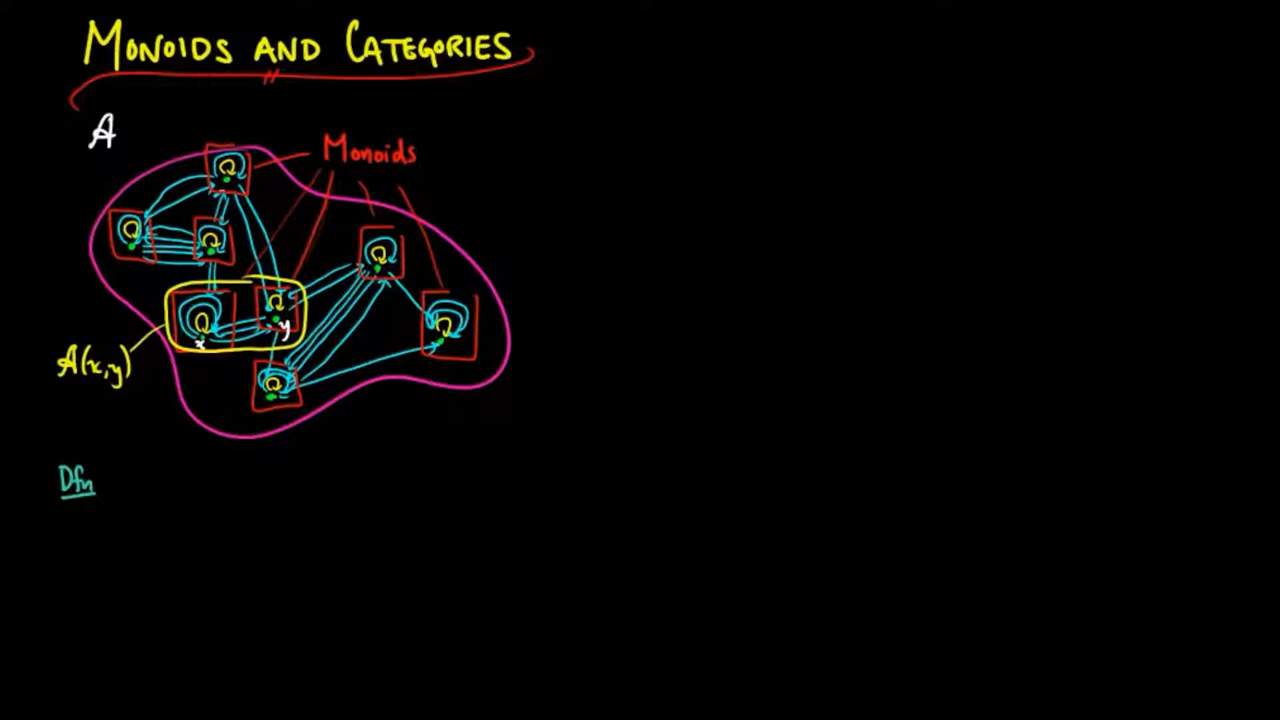 MONOIDS AND CATEGORIES
A
Monoids
x
y
A(x,y)
Dfn